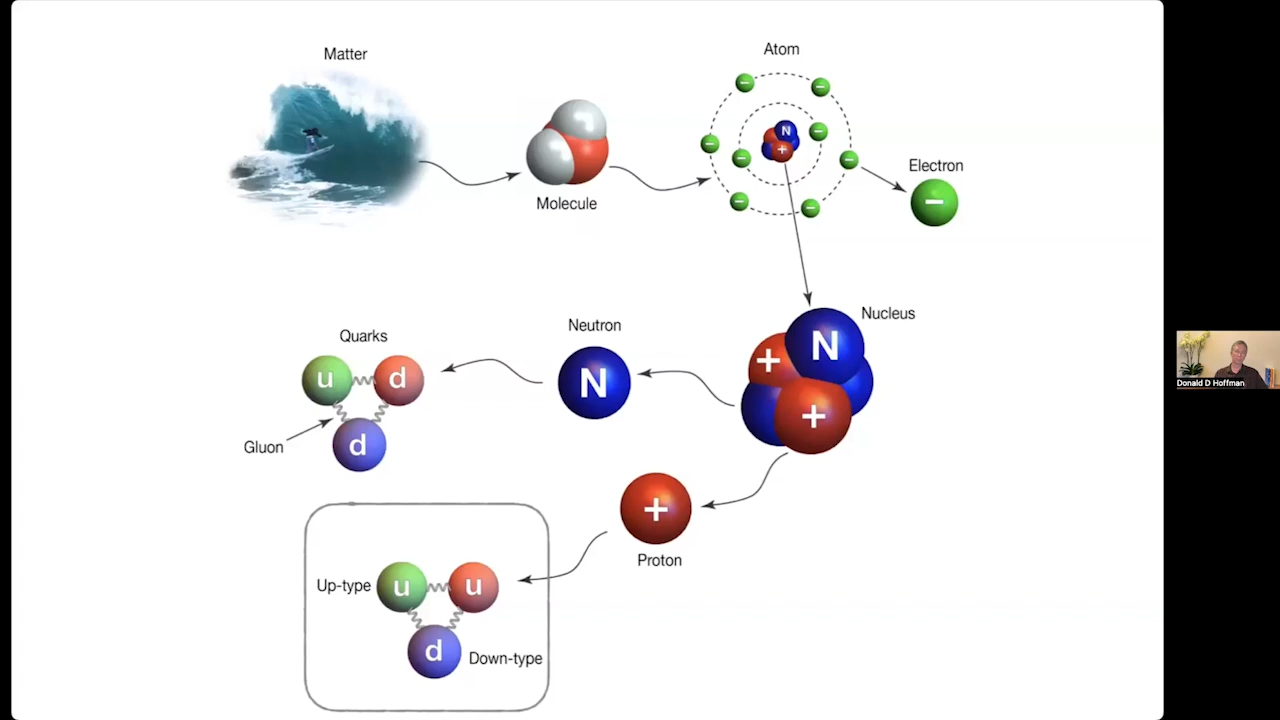 Matter
Atom
N
+
−
−
−
−
−
−
−
−
Molecule
Electron
−
Nucleus
N
+
+
Neutron
N
Quarks
u
d
d
Gluon
+
Proton
Up-type
u
u
d
Down-type
Donald D Hoffman